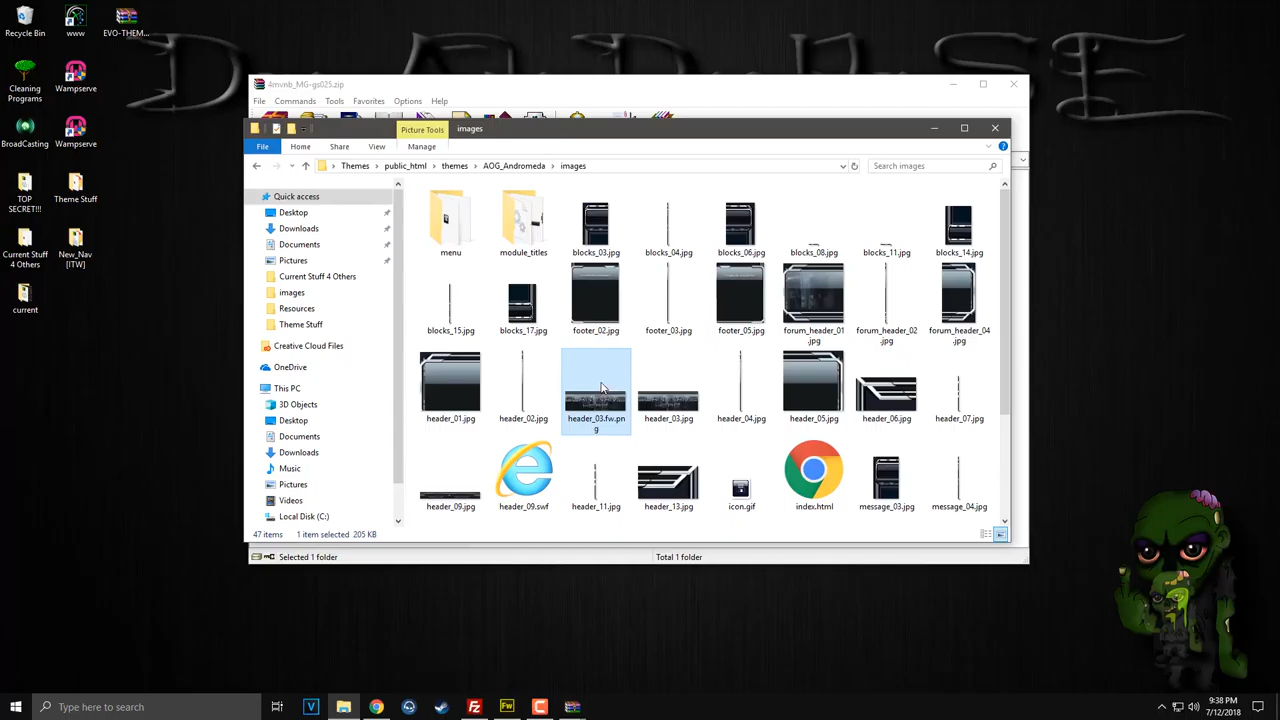 Recycle Bin
www
EVO-THEM...
Cleaning Programs
Wampserve
BroadCasting
Wampserve
TOP SECRET!!!
Theme Stuff
Current Stuff 4 Others
New_Nav [ITW]
current
4mvnb_MG-gs025.zip
File Commands Tools Favorites Options Help
Picture Tools
images
File Home Share View Manage
Themes > public_html > themes > AOG_Andromeda > images
Search images
Quick access
Desktop
Downloads
Documents
Pictures
Current Stuff 4 Others
images
Resources
Theme Stuff
Creative Cloud Files
OneDrive
This PC
3D Objects
Desktop
Documents
Downloads
Music
Pictures
Videos
Local Disk (C:)
menu
module_titles
blocks_03.jpg
blocks_04.jpg
blocks_06.jpg
blocks_08.jpg
blocks_11.jpg
blocks_14.jpg
blocks_15.jpg
blocks_17.jpg
footer_02.jpg
footer_03.jpg
footer_05.jpg
forum_header_01
.jpg
forum_header_02
.jpg
forum_header_04
.jpg
header_01.jpg
header_02.jpg
header_03.fw.pn
g
header_03.jpg
header_04.jpg
header_05.jpg
header_06.jpg
header_07.jpg
header_09.jpg
header_09.swf
header_11.jpg
header_13.jpg
icon.gif
index.html
message_03.jpg
message_04.jpg
47 items 1 item selected 205 KB
Selected 1 folder
Total 1 folder
Type here to search
9:38 PM
7/12/2018